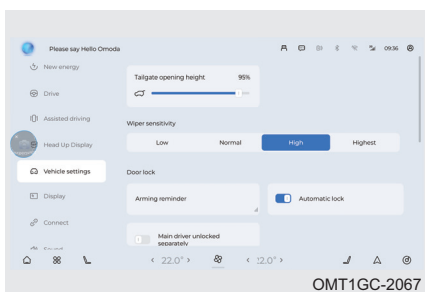 Please say Hello Omoda
09:36
New energy
Drive
Assisted driving
Head Up Display
Vehicle settings
Display
Connect
Sound
Tailgate opening height 95%
Wiper sensitivity
Low Normal High Highest
Door lock
Arming reminder
Automatic lock
Main driver unlocked
separately
22.0°
OMT1GC-2067